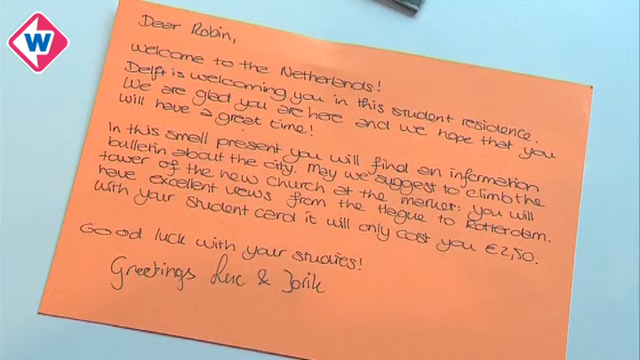 W
Dear Robin,
Welcome to the Netherlands!
Delft is welcoming you in this student residence.
We are glad you are here and we hope that you
will have a great time!
In this small present you will find an information
bulletin about the city. May we suggest to climb the
tower of the new church at the market: you will
have excellent views from the Hague to Rotterdam.
With your student card it will only cost you €2,50.
Good luck with your studies!
Greetings Luc & Jorik